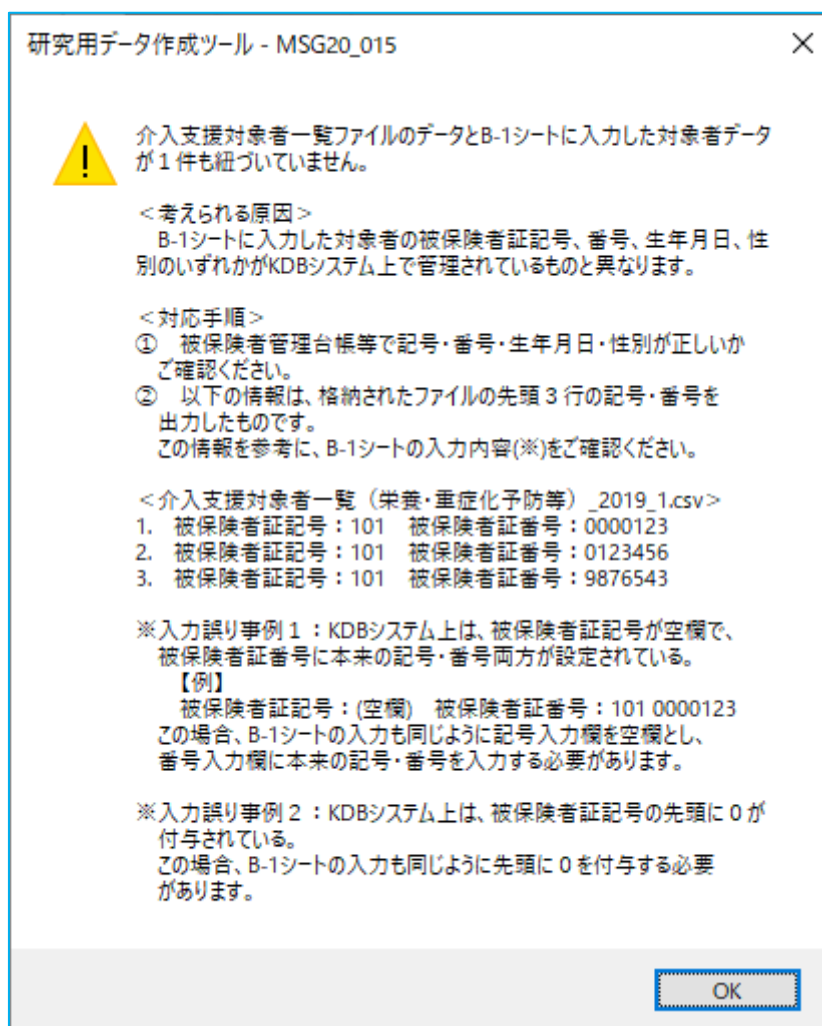 研究用データ作成ツール - MSG20_015
介入支援対象者一覧ファイルのデータとB-1シートに入力した対象者データ
が１件も紐づいていません。
＜考えられる原因＞
B-1シートに入力した対象者の被保険者証記号、番号、生年月日、性
別のいずれかがKDBシステム上で管理されているものと異なります。
＜対応手順＞
①　被保険者管理台帳等で記号・番号・生年月日・性別が正しいか
ご確認ください。
②　以下の情報は、格納されたファイルの先頭３行の記号・番号を
出力したものです。
この情報を参考に、B-1シートの入力内容(※)をご確認ください。
＜介入支援対象者一覧（栄養・重症化予防等）_2019_1.csv＞
1.　被保険者証記号：101　被保険者証番号：0000123
2.　被保険者証記号：101　被保険者証番号：0123456
3.　被保険者証記号：101　被保険者証番号：9876543
※入力誤り事例１：KDBシステム上は、被保険者証記号が空欄で、
被保険者証番号に本来の記号・番号両方が設定されている。
【例】
被保険者証記号：(空欄)　被保険者証番号：101 0000123
この場合、B-1シートの入力も同じように記号入力欄を空欄とし、
番号入力欄に本来の記号・番号を入力する必要があります。
※入力誤り事例２：KDBシステム上は、被保険者証記号の先頭に０が
付与されている。
この場合、B-1シートの入力も同じように先頭に０を付与する必要
があります。
OK